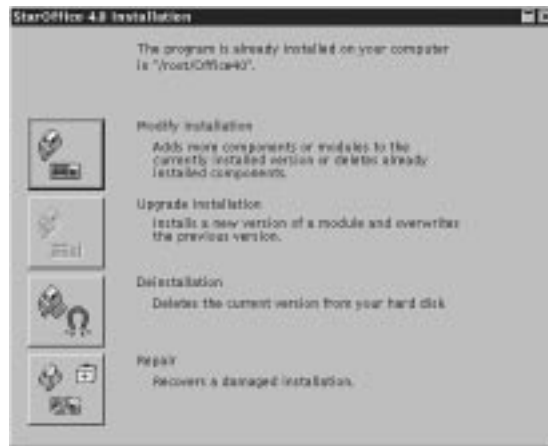 StarOffice 4.0 Installation
The program is already installed on your computer
in "/root/Office40".
Modify Installation
Adds more components or modules to the
currently installed version or deletes already
installed components.
Upgrade Installation
Installs a new version of a module and overwrites
the previous version.
Deinstallation
Deletes the current version from your hard disk
Repair
Recovers a damaged installation.